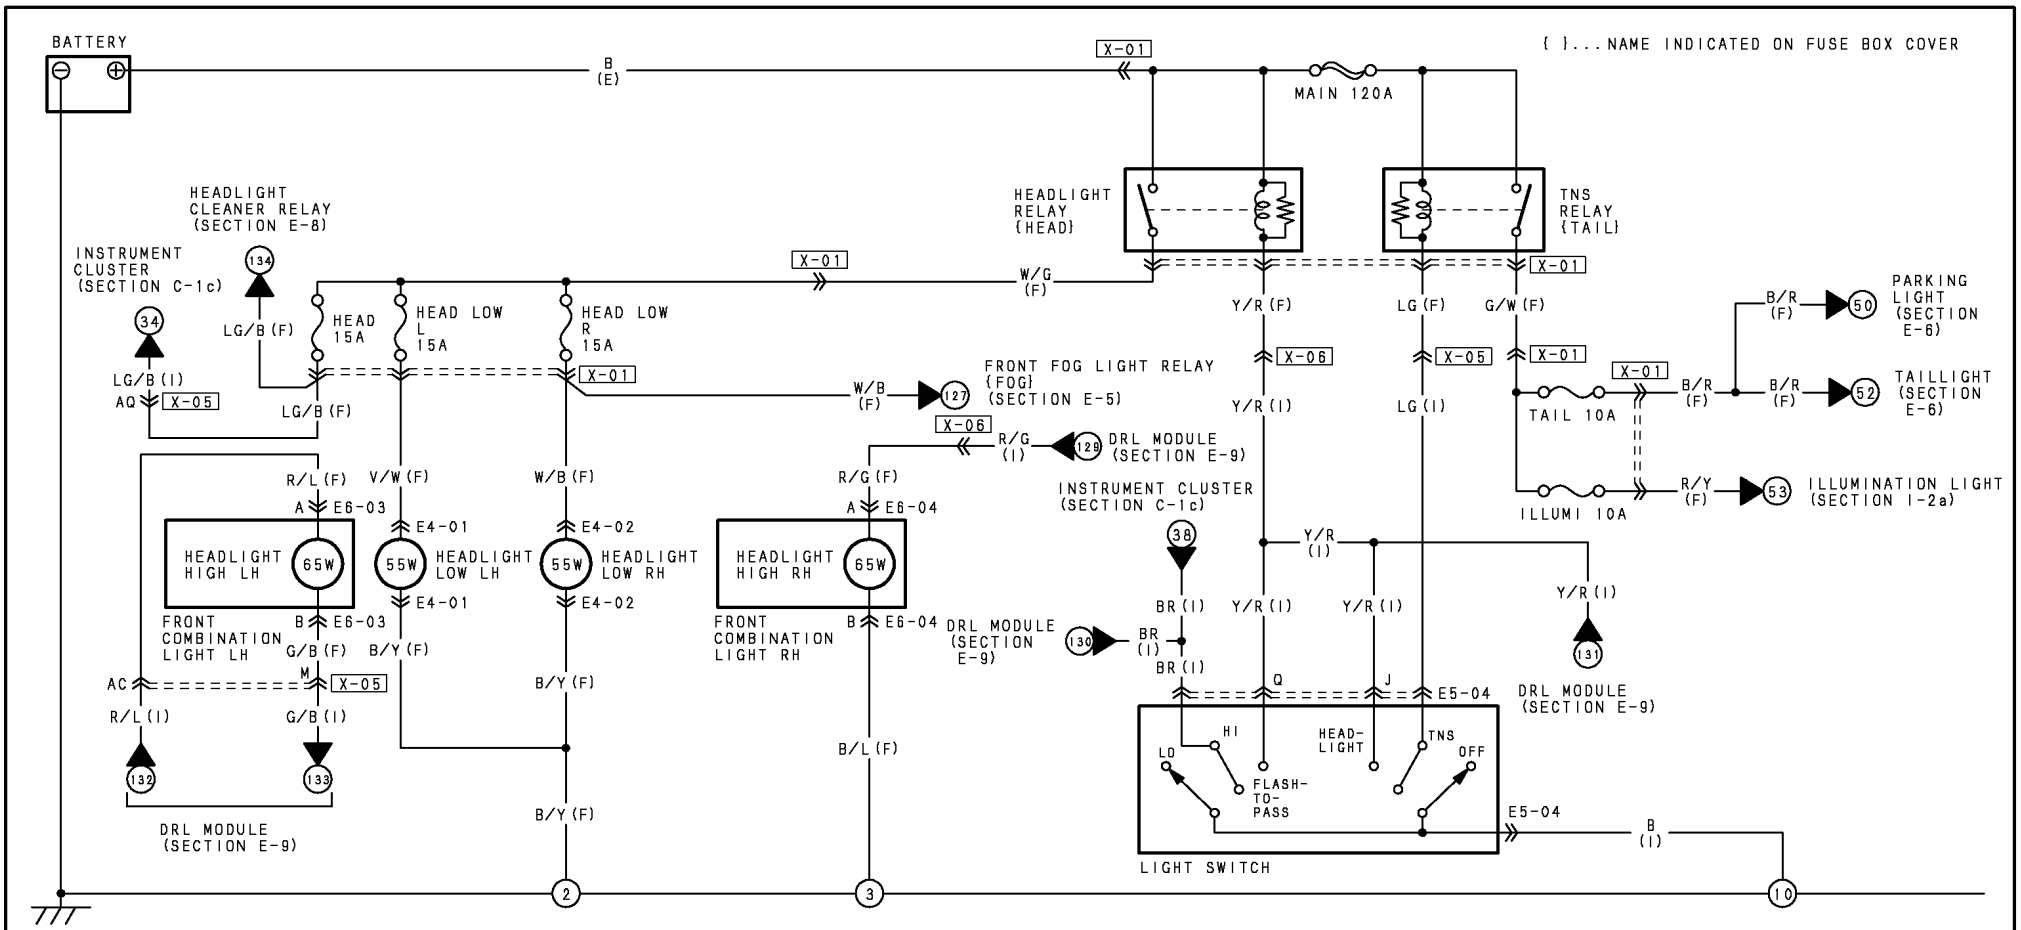 BATTERY
X-01
{ }...NAME INDICATED ON FUSE BOX COVER
B
(E)
MAIN 120A
HEADLIGHT
CLEANER RELAY
(SECTION E-8)
134
INSTRUMENT
CLUSTER
(SECTION C-1c)
34
HEADLIGHT
RELAY
{HEAD}
TNS
RELAY
{TAIL}
X-01
W/G
(F)
X-01
LG/B (F)
HEAD
15A
HEAD LOW
L
15A
HEAD LOW
R
15A
Y/R (F)
LG (F)
G/W (F)
B/R
(F)
50
PARKING
LIGHT
(SECTION
E-6)
X-06
X-05
X-01
X-01
LG/B (I)
AQ
X-05
LG/B (F)
X-01
W/B
(F)
127
FRONT FOG LIGHT RELAY
{FOG}
(SECTION E-5)
Y/R (I)
LG (I)
TAIL 10A
B/R
(F)
B/R
(F)
52
TAILLIGHT
(SECTION
E-6)
X-06
R/G
(I)
129
DRL MODULE
(SECTION E-9)
R/L (F)
V/W (F)
W/B (F)
R/G (F)
INSTRUMENT CLUSTER
(SECTION C-1c)
38
ILLUMI 10A
R/Y
(F)
53
ILLUMINATION LIGHT
(SECTION I-2a)
A
E6-03
E4-01
E4-02
A
E6-04
HEADLIGHT
HIGH LH
65W
55W
HEADLIGHT
LOW LH
55W
HEADLIGHT
LOW RH
HEADLIGHT
HIGH RH
65W
Y/R
(I)
B
E6-03
E4-01
E4-02
B
E6-04
BR (I)
Y/R (I)
Y/R (I)
Y/R (I)
131
DRL MODULE
(SECTION E-9)
FRONT
COMBINATION
LIGHT LH
G/B (F)
B/Y (F)
FRONT
COMBINATION
LIGHT RH
DRL MODULE
(SECTION
E-9)
130
BR
(I)
BR (I)
AC
M
X-05
B/Y (F)
Q
J
E5-04
R/L (I)
G/B (I)
132
133
DRL MODULE
(SECTION E-9)
B/L (F)
B/Y (F)
HI
LO
FLASH-
TO-
PASS
HEAD-
LIGHT
TNS
OFF
E5-04
B
(I)
LIGHT SWITCH
2
3
10